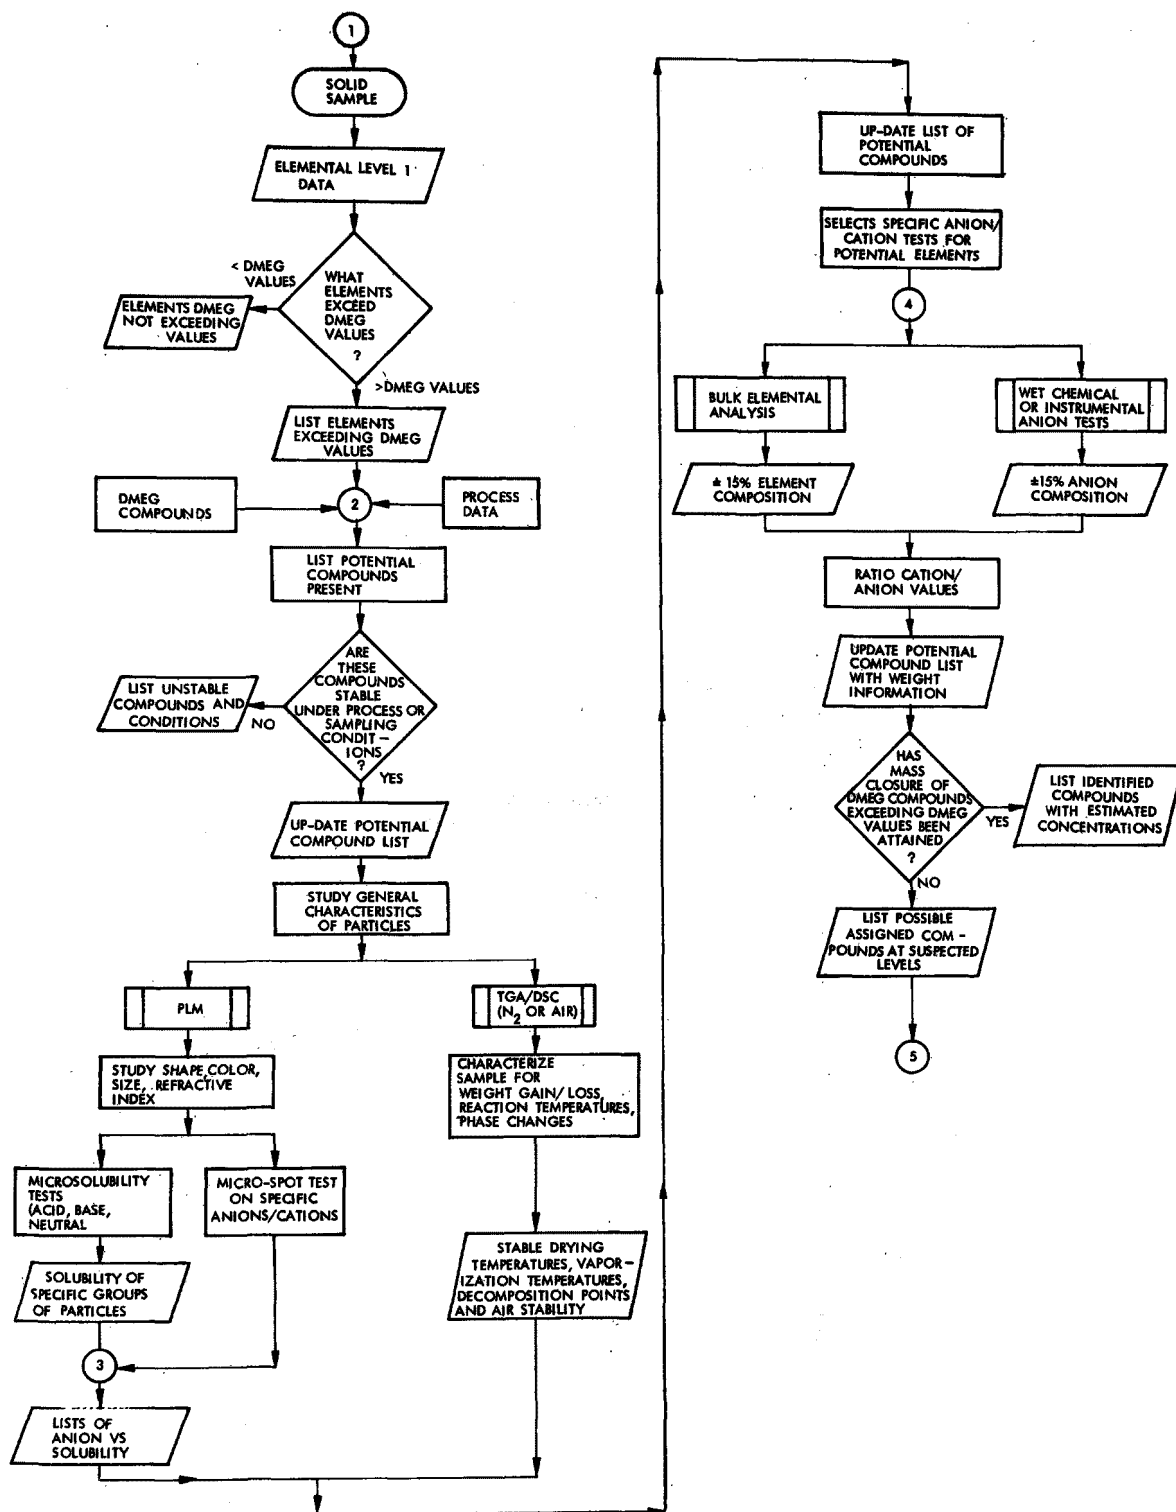 1
SOLID
SAMPLE
ELEMENTAL LEVEL 1
DATA
< DMEG
VALUES
WHAT
ELEMENTS
EXCEED
DMEG
VALUES
?
ELEMENTS DMEG
NOT EXCEEDING
VALUES
>DMEG VALUES
LIST ELEMENTS
EXCEEDING DMEG
VALUES
DMEG
COMPOUNDS
2
PROCESS
DATA
LIST POTENTIAL
COMPOUNDS
PRESENT
ARE
THESE
COMPOUNDS
STABLE
UNDER PROCESS OR
SAMPLING
CONDIT-
IONS
?
LIST UNSTABLE
COMPOUNDS AND
CONDITIONS
NO
YES
UP-DATE POTENTIAL
COMPOUND LIST
STUDY GENERAL
CHARACTERISTICS
OF PARTICLES
PLM
TGA/DSC
(N2 OR AIR)
STUDY SHAPE, COLOR,
SIZE, REFRACTIVE
INDEX
CHARACTERIZE
SAMPLE FOR
WEIGHT GAIN/LOSS,
REACTION TEMPERATURES,
PHASE CHANGES
MICROSOLUBILITY
TESTS
(ACID, BASE,
NEUTRAL
MICRO-SPOT TEST
ON SPECIFIC
ANIONS/CATIONS
SOLUBILITY OF
SPECIFIC GROUPS
OF PARTICLES
STABLE DRYING
TEMPERATURES, VAPOR-
IZATION TEMPERATURES,
DECOMPOSITION POINTS
AND AIR STABILITY
3
LISTS OF
ANION VS
SOLUBILITY
UP-DATE LIST OF
POTENTIAL
COMPOUNDS
SELECTS SPECIFIC ANION/
CATION TESTS FOR
POTENTIAL ELEMENTS
4
BULK ELEMENTAL
ANALYSIS
WET CHEMICAL
OR INSTRUMENTAL
ANION TESTS
± 15% ELEMENT
COMPOSITION
±15% ANION
COMPOSITION
RATIO CATION/
ANION VALUES
UPDATE POTENTIAL
COMPOUND LIST
WITH WEIGHT
INFORMATION
HAS
MASS
CLOSURE OF
DMEG COMPOUNDS
EXCEEDING DMEG
VALUES BEEN
ATTAINED
?
YES
LIST IDENTIFIED
COMPOUNDS
WITH ESTIMATED
CONCENTRATIONS
NO
LIST POSSIBLE
ASSIGNED COM-
POUNDS AT SUSPECTED
LEVELS
5